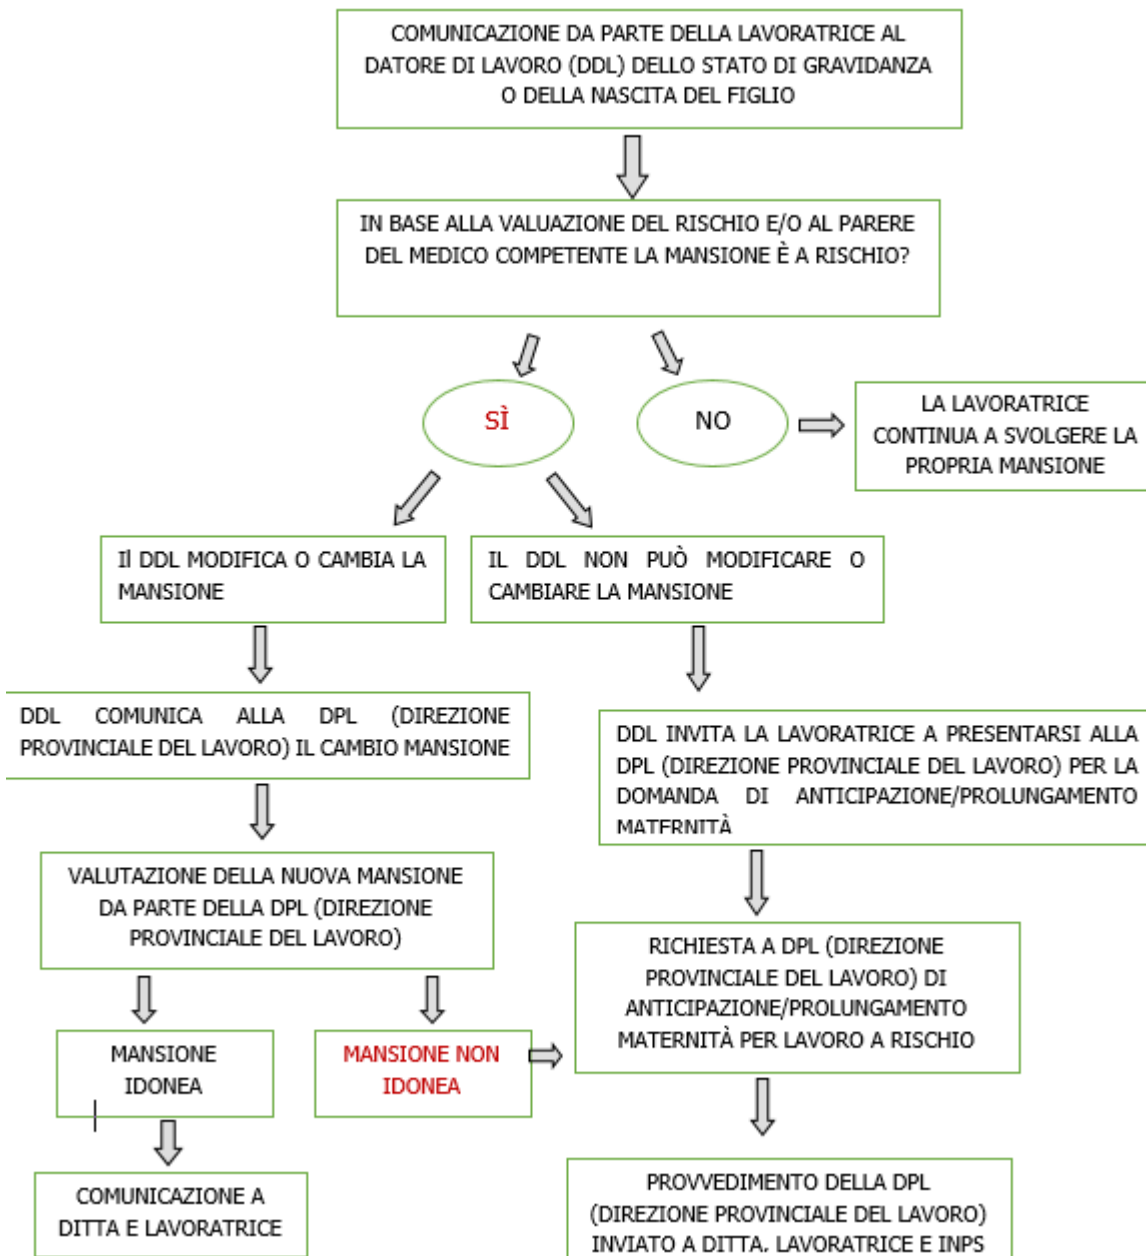 COMUNICAZIONE DA PARTE DELLA LAVORATRICE AL
DATORE DI LAVORO (DDL) DELLO STATO DI GRAVIDANZA
O DELLA NASCITA DEL FIGLIO
IN BASE ALLA VALUAZIONE DEL RISCHIO E/O AL PARERE
DEL MEDICO COMPETENTE LA MANSIONE È A RISCHIO?
SÌ
NO
LA LAVORATRICE
CONTINUA A SVOLGERE LA
PROPRIA MANSIONE
Il DDL MODIFICA O CAMBIA LA
MANSIONE
IL DDL NON PUÒ MODIFICARE O
CAMBIARE LA MANSIONE
DDL COMUNICA ALLA DPL (DIREZIONE
PROVINCIALE DEL LAVORO) IL CAMBIO MANSIONE
DDL INVITA LA LAVORATRICE A PRESENTARSI ALLA
DPL (DIREZIONE PROVINCIALE DEL LAVORO) PER LA
DOMANDA DI ANTICIPAZIONE/PROLUNGAMENTO
MATERNITÀ
VALUTAZIONE DELLA NUOVA MANSIONE
DA PARTE DELLA DPL (DIREZIONE
PROVINCIALE DEL LAVORO)
RICHIESTA A DPL (DIREZIONE
PROVINCIALE DEL LAVORO) DI
ANTICIPAZIONE/PROLUNGAMENTO
MATERNITÀ PER LAVORO A RISCHIO
MANSIONE
IDONEA
MANSIONE NON
IDONEA
COMUNICAZIONE A
DITTA E LAVORATRICE
PROVVEDIMENTO DELLA DPL
(DIREZIONE PROVINCIALE DEL LAVORO)
INVIATO A DITTA, LAVORATRICE E INPS